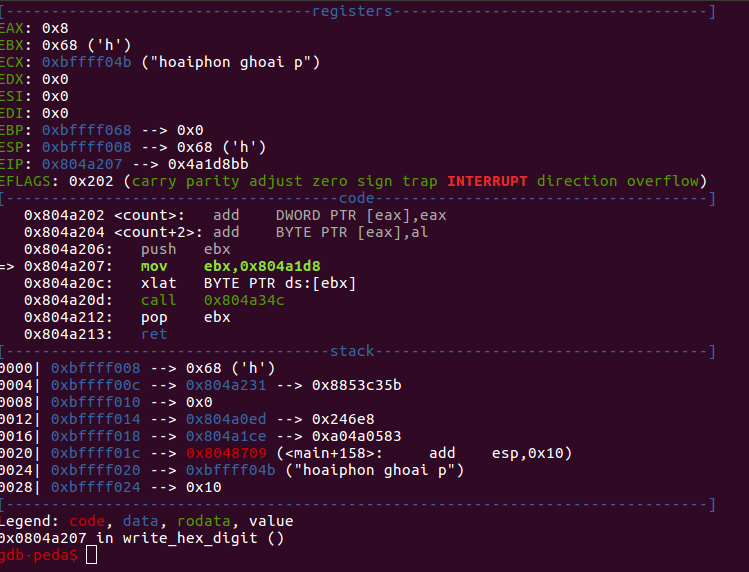 [----------------------------------registers-----------------------------------]
EAX: 0x8
EBX: 0x68 ('h')
ECX: 0xbffff04b ("hoaiphon ghoai p")
EDX: 0x0
ESI: 0x0
EDI: 0x0
EBP: 0xbffff068 --> 0x0
ESP: 0xbffff008 --> 0x68 ('h')
EIP: 0x804a207 --> 0x4a1d8bb
EFLAGS: 0x202 (carry parity adjust zero sign trap INTERRUPT direction overflow)
[-------------------------------------code-------------------------------------]
   0x804a202 <count>:	add    DWORD PTR [eax],eax
   0x804a204 <count+2>:	add    BYTE PTR [eax],al
   0x804a206:	push   ebx
=> 0x804a207:	mov    ebx,0x804a1d8
   0x804a20c:	xlat   BYTE PTR ds:[ebx]
   0x804a20d:	call   0x804a34c
   0x804a212:	pop    ebx
   0x804a213:	ret
[------------------------------------stack-------------------------------------]
0000| 0xbffff008 --> 0x68 ('h')
0004| 0xbffff00c --> 0x804a231 --> 0x8853c35b
0008| 0xbffff010 --> 0x0
0012| 0xbffff014 --> 0x804a0ed --> 0x246e8
0016| 0xbffff018 --> 0x804a1ce --> 0xa04a0583
0020| 0xbffff01c --> 0x8048709 (<main+158>:	add    esp,0x10)
0024| 0xbffff020 --> 0xbffff04b ("hoaiphon ghoai p")
0028| 0xbffff024 --> 0x10
[------------------------------------------------------------------------------]
Legend: code, data, rodata, value
0x0804a207 in write_hex_digit ()
gdb-peda$